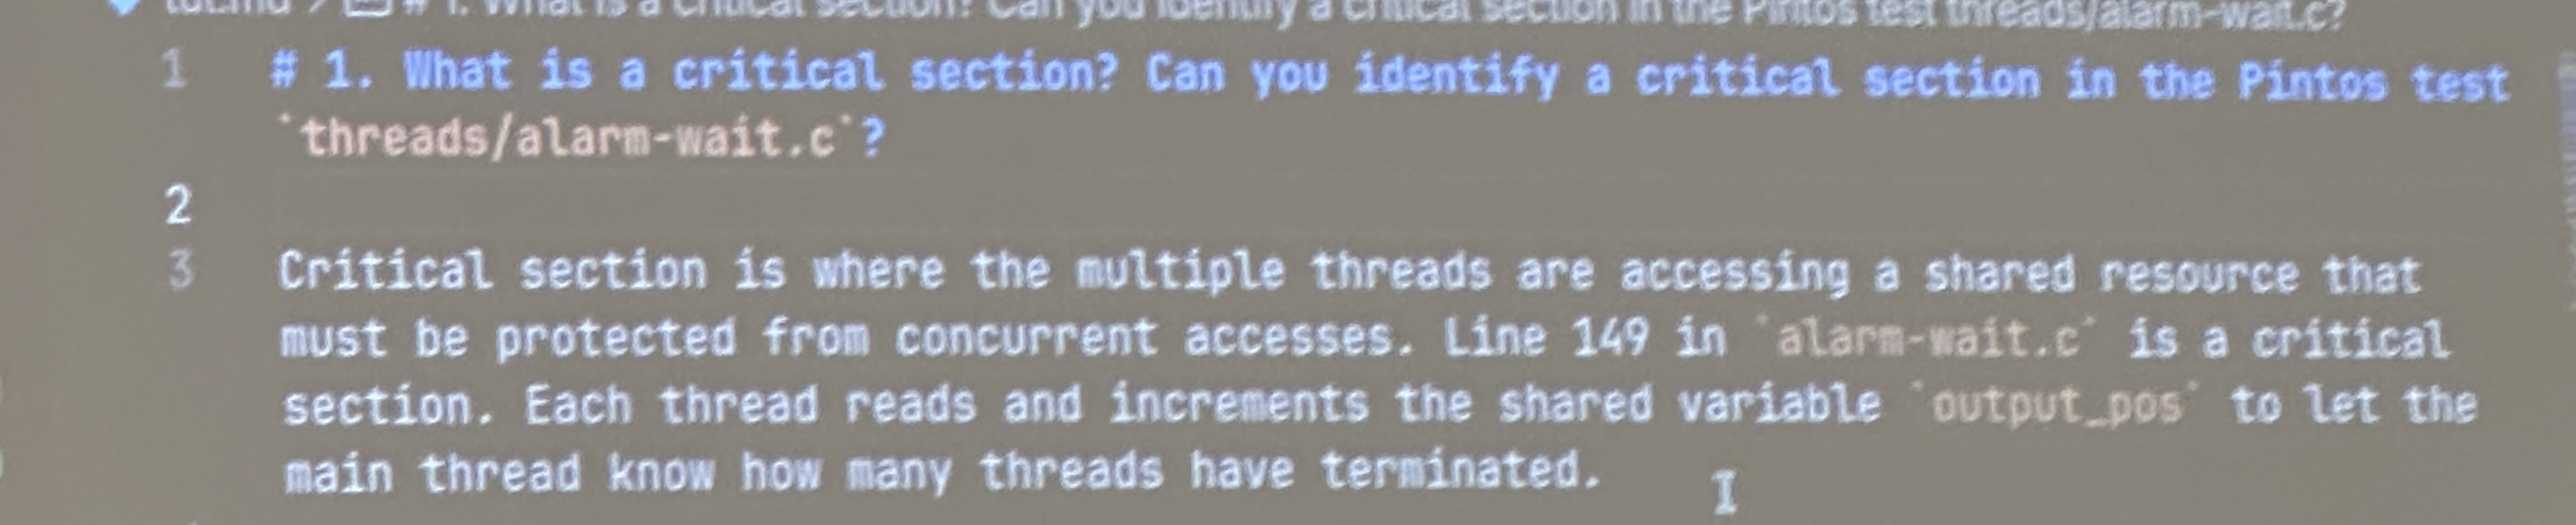 # 1. What is a critical section? Can you identify a critical section in the Pintos test threads/alarm-wait.c?
1 # 1. What is a critical section? Can you identify a critical section in the Pintos test
`threads/alarm-wait.c`?
2
3 Critical section is where the multiple threads are accessing a shared resource that
must be protected from concurrent accesses. Line 149 in `alarm-wait.c` is a critical
section. Each thread reads and increments the shared variable `output_pos` to let the
main thread know how many threads have terminated.